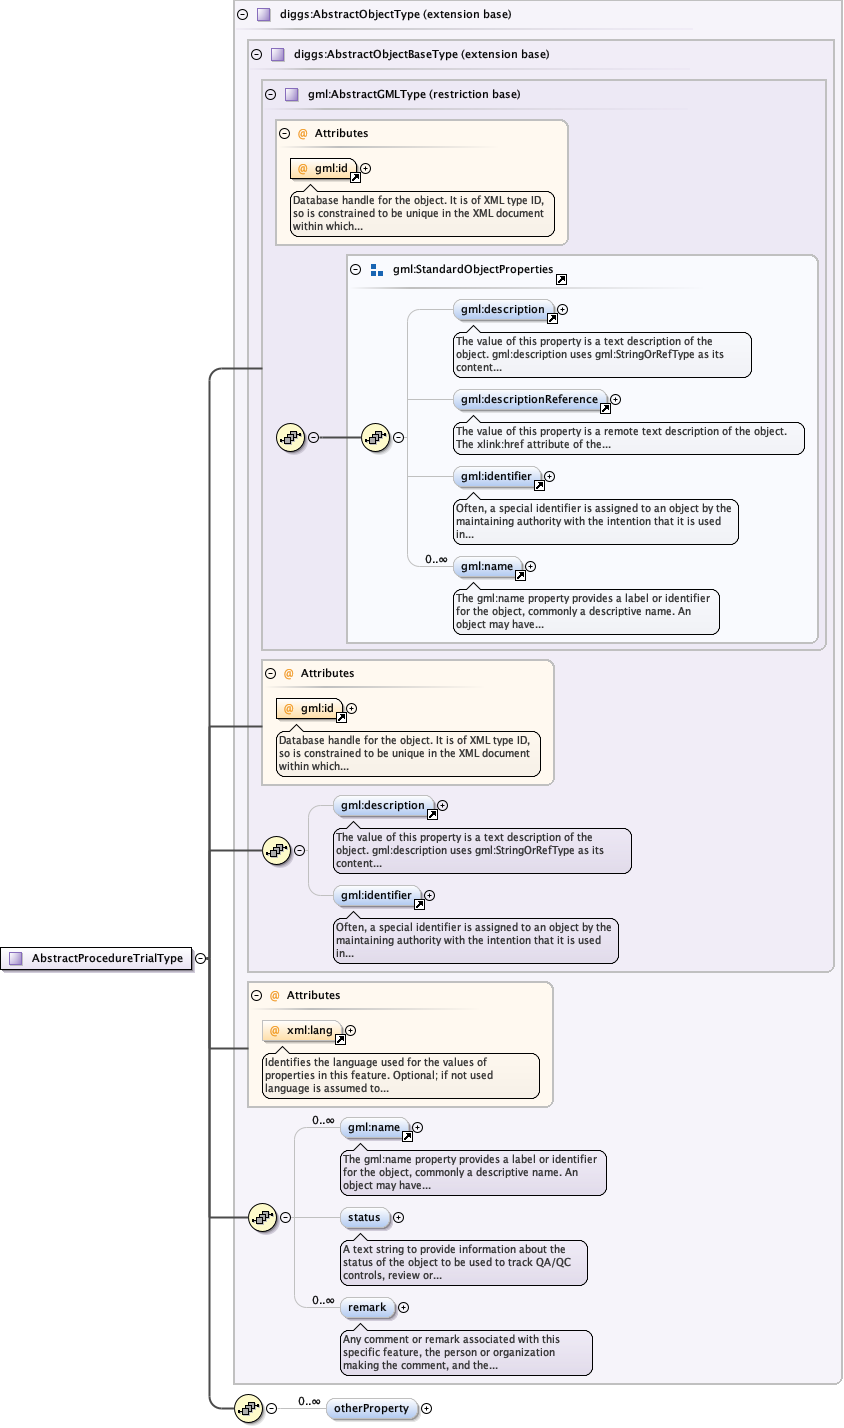 diggs:AbstractObjectType (extension base)
diggs:AbstractObjectBaseType (extension base)
gml:AbstractGMLType (restriction base)
@ Attributes
@ gml:id
Database handle for the object. It is of XML type ID,
so is constrained to be unique in the XML document
within which...
gml:StandardObjectProperties
gml:description
The value of this property is a text description of the
object. gml:description uses gml:StringOrRefType as its
content...
gml:descriptionReference
The value of this property is a remote text description of the object.
The xlink:href attribute of the...
gml:identifier
Often, a special identifier is assigned to an object by the
maintaining authority with the intention that it is used
in...
0..∞
gml:name
The gml:name property provides a label or identifier
for the object, commonly a descriptive name. An
object may have...
@ Attributes
@ gml:id
Database handle for the object. It is of XML type ID,
so is constrained to be unique in the XML document
within which...
gml:description
The value of this property is a text description of the
object. gml:description uses gml:StringOrRefType as its
content...
gml:identifier
Often, a special identifier is assigned to an object by the
maintaining authority with the intention that it is used
in...
AbstractProcedureTrialType
@ Attributes
@ xml:lang
Identifies the language used for the values of
properties in this feature. Optional; if not used
language is assumed to...
0..∞
gml:name
The gml:name property provides a label or identifier
for the object, commonly a descriptive name. An
object may have...
status
A text string to provide information about the
status of the object to be used to track QA/QC
controls, review or...
0..∞
remark
Any comment or remark associated with this
specific feature, the person or organization
making the comment, and the...
0..∞
otherProperty